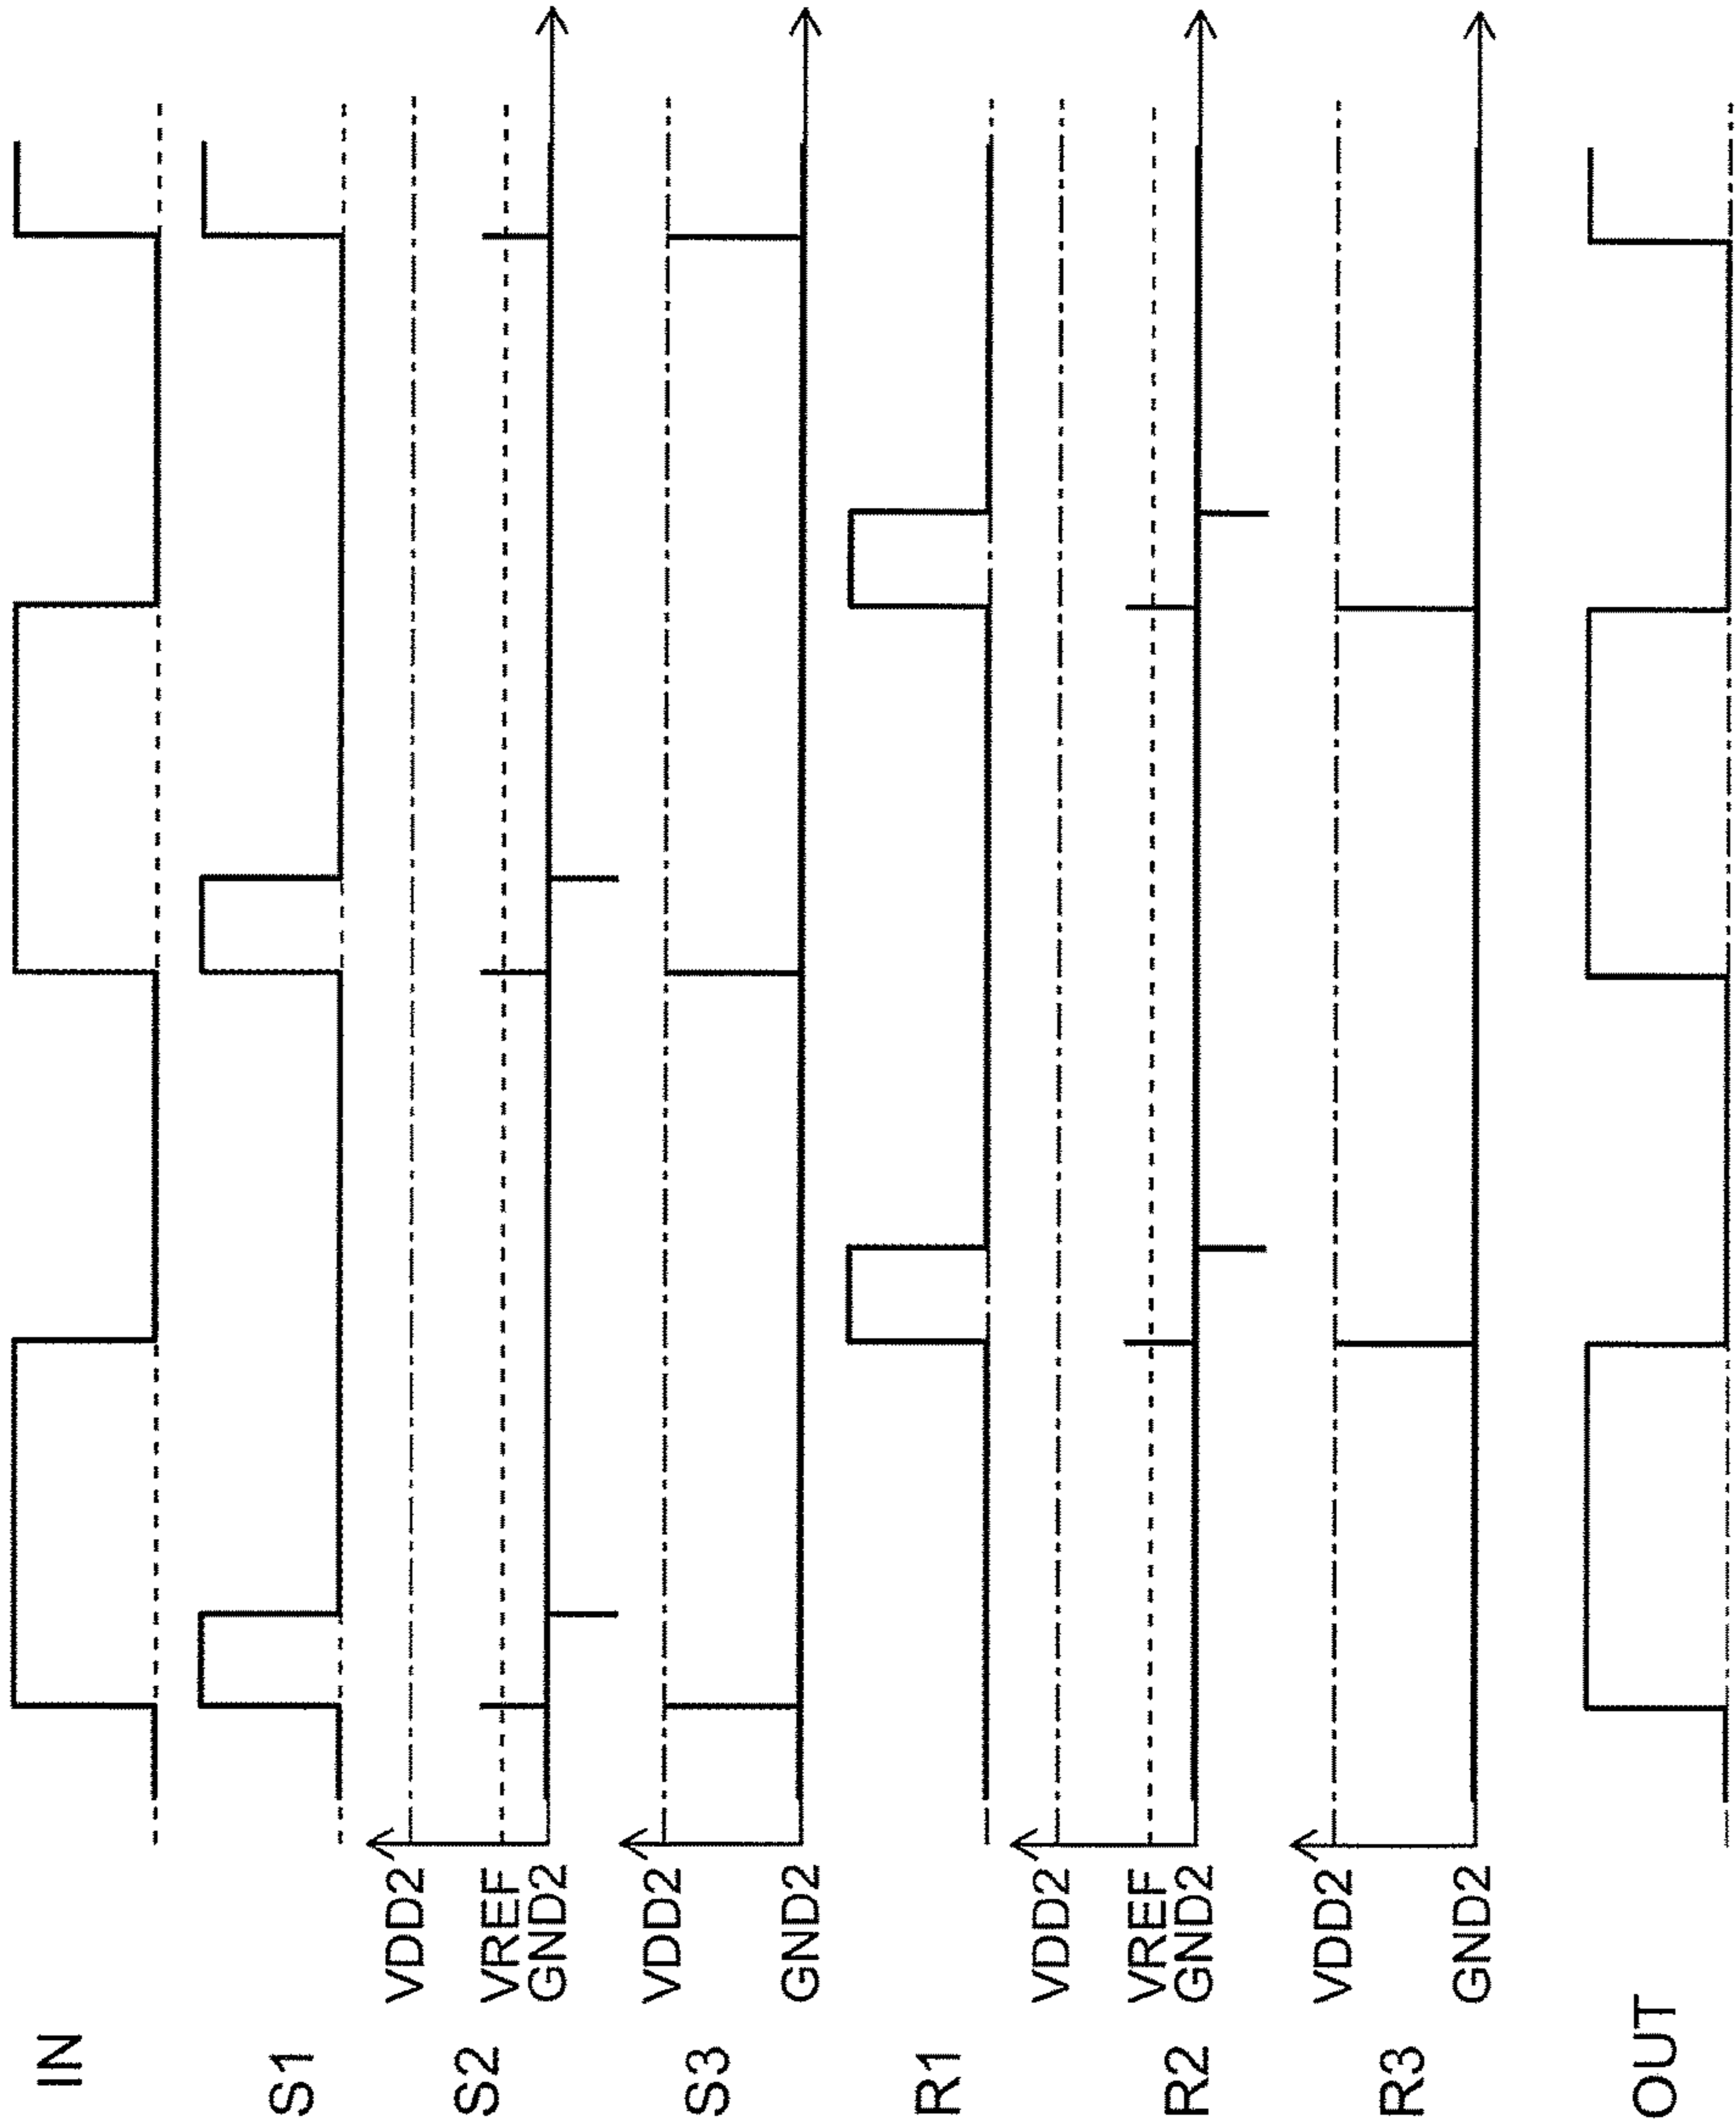 IN
S1
VDD2
VREF
GND2
S2
VDD2
GND2
S3
R1
VDD2
VREF
GND2
R2
VDD2
GND2
R3
OUT